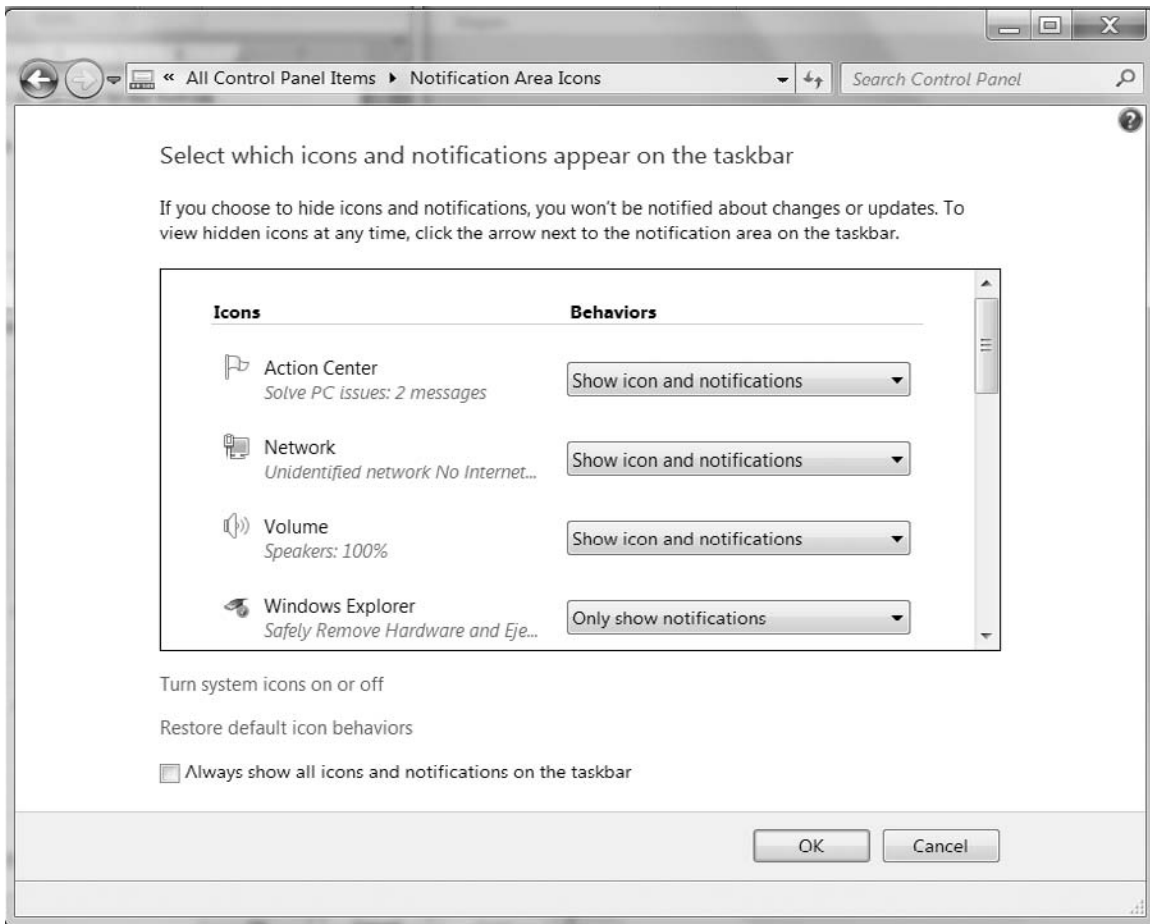 « All Control Panel Items ▸ Notification Area Icons
Search Control Panel
Select which icons and notifications appear on the taskbar
If you choose to hide icons and notifications, you won't be notified about changes or updates. To
view hidden icons at any time, click the arrow next to the notification area on the taskbar.
Icons Behaviors
Action Center
Solve PC issues: 2 messages
Show icon and notifications
Network
Unidentified network No Internet...
Show icon and notifications
Volume
Speakers: 100%
Show icon and notifications
Windows Explorer
Safely Remove Hardware and Eje...
Only show notifications
Turn system icons on or off
Restore default icon behaviors
Always show all icons and notifications on the taskbar
OK Cancel